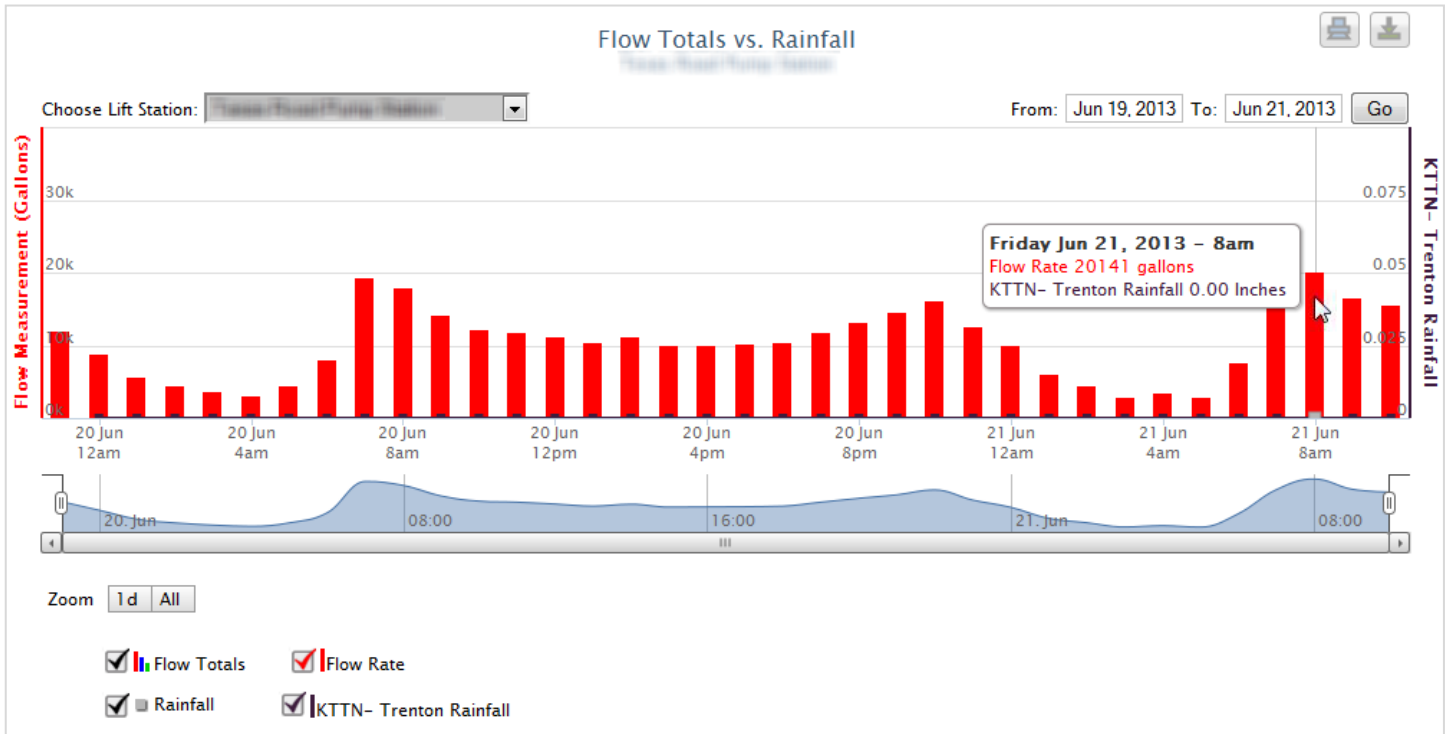 Flow Totals vs. Rainfall
Choose Lift Station:
From: Jun 19, 2013 To: Jun 21, 2013 Go
Flow Measurement (Gallons)
30k
20k
10k
0k
0.075
0.05
0.025
0
KTTN- Trenton Rainfall
Friday Jun 21, 2013 - 8am
Flow Rate 20141 gallons
KTTN- Trenton Rainfall 0.00 Inches
20 Jun 20 Jun 20 Jun 20 Jun 20 Jun 20 Jun 21 Jun 21 Jun 21 Jun
12am 4am 8am 12pm 4pm 8pm 12am 4am 8am
20. Jun 08:00 16:00 21. Jun 08:00
Zoom 1d All
Flow Totals Flow Rate
Rainfall KTTN- Trenton Rainfall